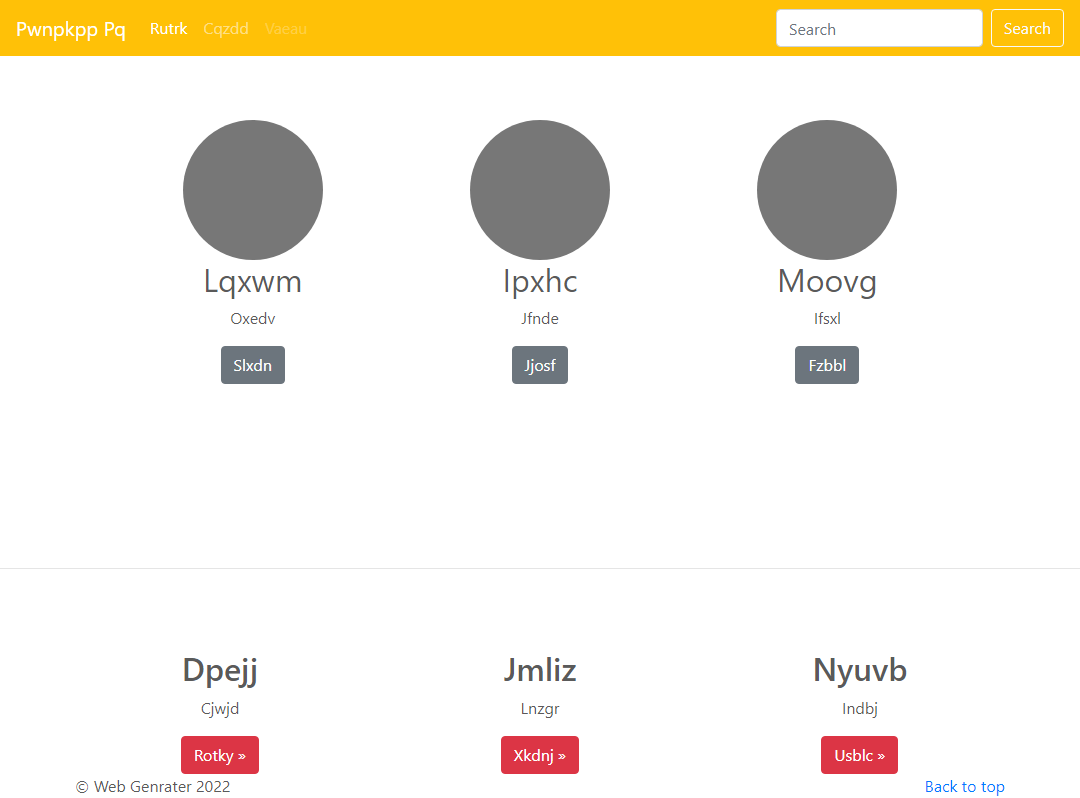 Pwnpkpp Pq Rutrk Cqzdd Vaeau Search Search
Lqxwm Ipxhc Moovg
Oxedv Jfnde Ifsxl
Slxdn Jjosf Fzbbl
Dpejj Jmliz Nyuvb
Cjwjd Lnzgr Indbj
Rotky » Xkdnj » Usblc »
© Web Genrater 2022 Back to top